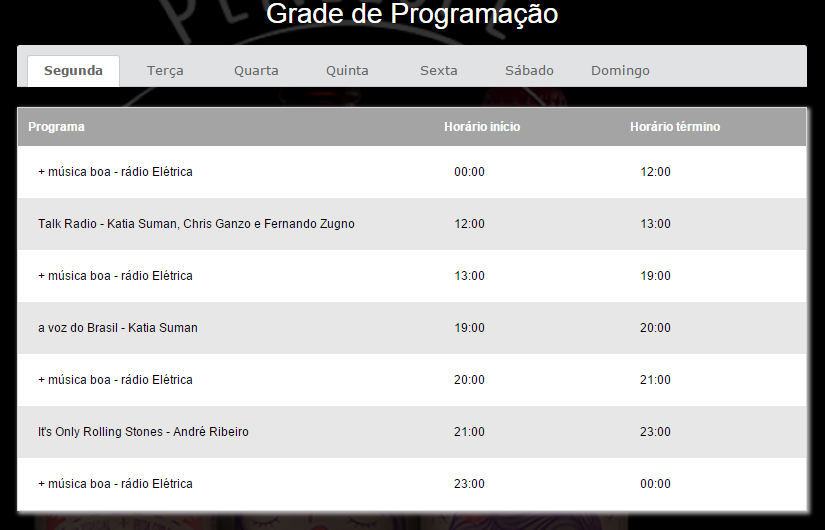 Grade de Programação
Segunda Terça Quarta Quinta Sexta Sábado Domingo
Programa Horário início Horário término
+ música boa - rádio Elétrica 00:00 12:00
Talk Radio - Katia Suman, Chris Ganzo e Fernando Zugno 12:00 13:00
+ música boa - rádio Elétrica 13:00 19:00
a voz do Brasil - Katia Suman 19:00 20:00
+ música boa - rádio Elétrica 20:00 21:00
It's Only Rolling Stones - André Ribeiro 21:00 23:00
+ música boa - rádio Elétrica 23:00 00:00